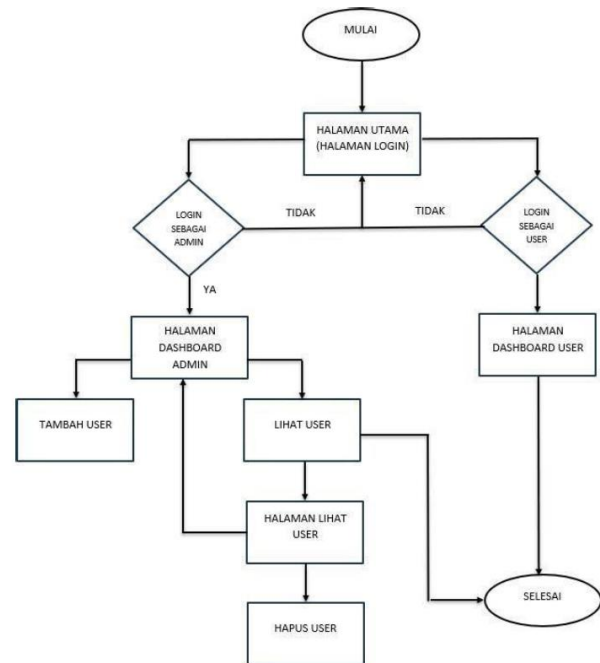 MULAI
HALAMAN UTAMA
(HALAMAN LOGIN)
LOGIN
SEBAGAI
ADMIN
TIDAK
TIDAK
LOGIN
SEBAGAI
USER
YA
HALAMAN
DASHBOARD
ADMIN
HALAMAN
DASHBOARD USER
TAMBAH USER
LIHAT USER
HALAMAN LIHAT
USER
SELESAI
HAPUS USER